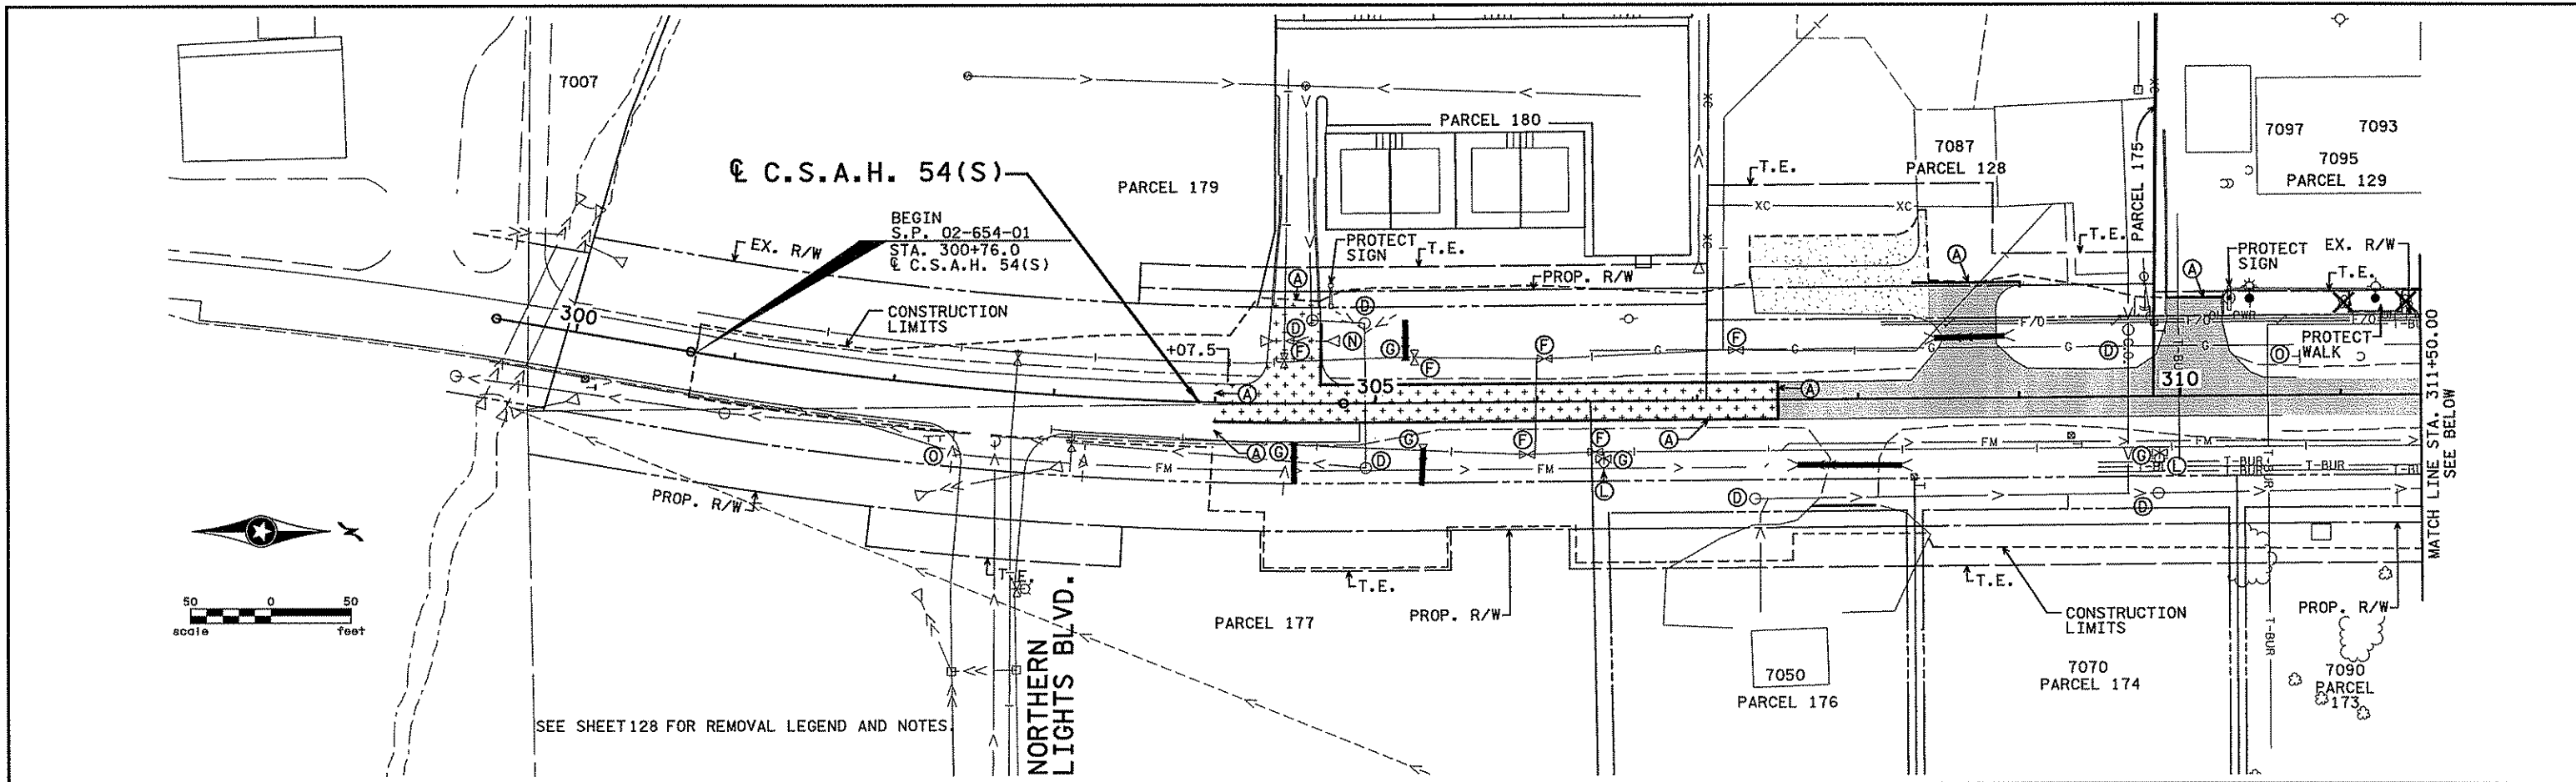 7007
PARCEL 180
℄ C.S.A.H. 54(S)
PARCEL 179
7087
PARCEL 128
PARCEL 175
7097 7093
7095
PARCEL 129
T.E.
BEGIN
S.P. 02-654-01
STA. 300+76.0
℄ C.S.A.H. 54(S)
EX. R/W
PROTECT
SIGN
T.E.
PROP. R/W
XC XC
T.E.
A
PROTECT
SIGN
EX. R/W
T.E.
A
A
300
CONSTRUCTION
LIMITS
+07.5
D
D
F
N
G
F
F
F
G G G G
F/O F/O F/O
D
PROTECT
WALK
O
A
305
A
310
MATCH LINE STA. 311+50.00
SEE BELOW
O
A
G
G
D
F
F
G
L
A
FM FM FM FM
G
L
T-BUR T-BUR
T-BUR
D
D
PROP. R/W
T.E.
T.E.
PROP. R/W
T.E.
CONSTRUCTION
LIMITS
PROP. R/W
T-BUR
50 0 50
scale feet
NORTHERN
LIGHTS BLVD.
PARCEL 177
7050
PARCEL 176
7070
PARCEL 174
7090
PARCEL
173
SEE SHEET 128 FOR REMOVAL LEGEND AND NOTES.